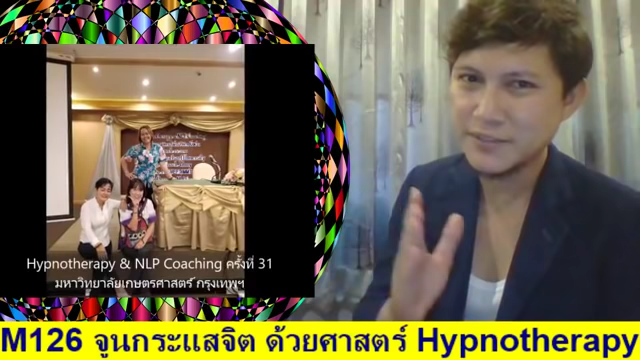 Hypnotherapy & NLP Coaching ครั้งที่ 31
มหาวิทยาลัยเกษตรศาสตร์ กรุงเทพฯ
M126 จูนกระแสจิต ด้วยศาสตร์ Hypnotherapy